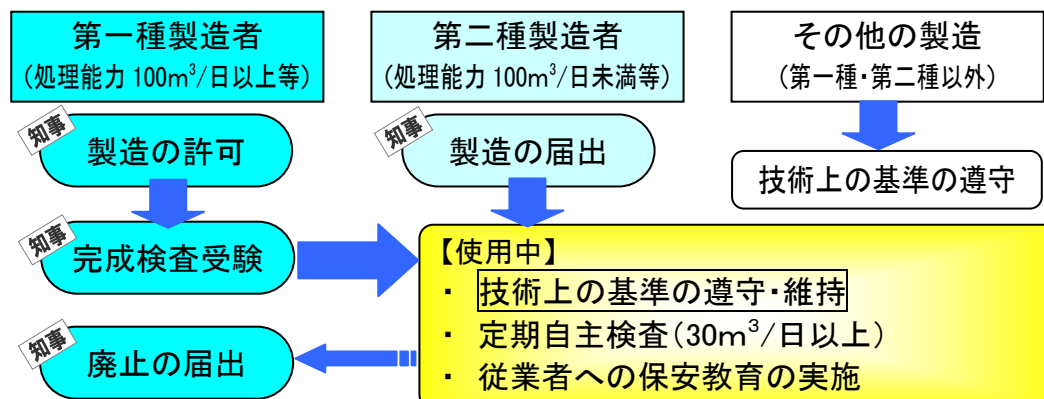 第一種製造者
(処理能力 100m³/日以上等)
第二種製造者
(処理能力 100m³/日未満等)
その他の製造
(第一種・第二種以外)
知事
製造の許可
知事
製造の届出
技術上の基準の遵守
知事
完成検査受験
【使用中】
・ 技術上の基準の遵守・維持
・ 定期自主検査(30m³/日以上)
・ 従業者への保安教育の実施
知事
廃止の届出